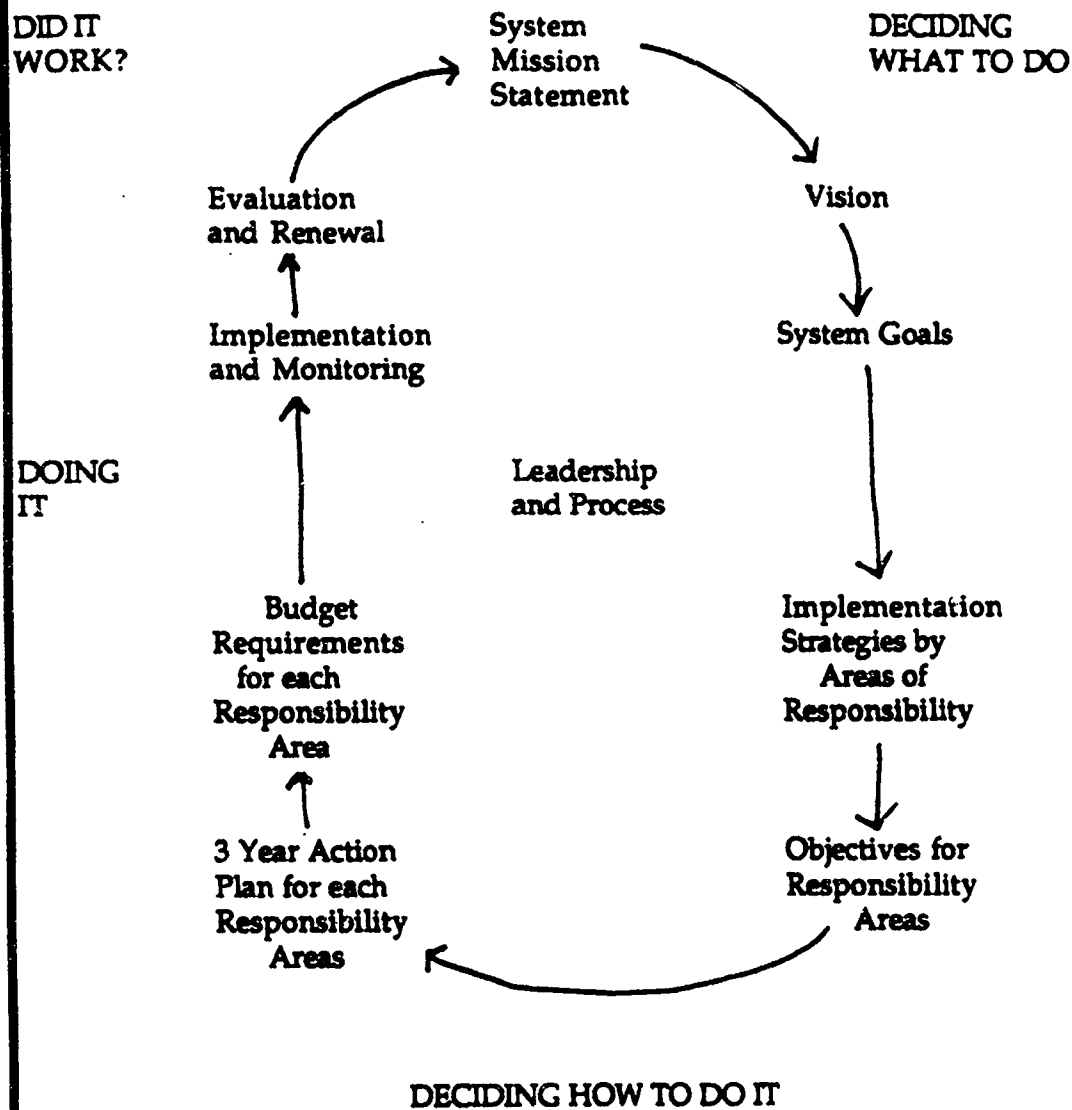 DID IT
WORK?
System
Mission
Statement
DECIDING
WHAT TO DO
Evaluation
and Renewal
Vision
Implementation
and Monitoring
System Goals
DOING
IT
Leadership
and Process
Budget
Requirements
for each
Responsibility
Area
Implementation
Strategies by
Areas of
Responsibility
3 Year Action
Plan for each
Responsibility
Areas
Objectives for
Responsibility
Areas
DECIDING HOW TO DO IT